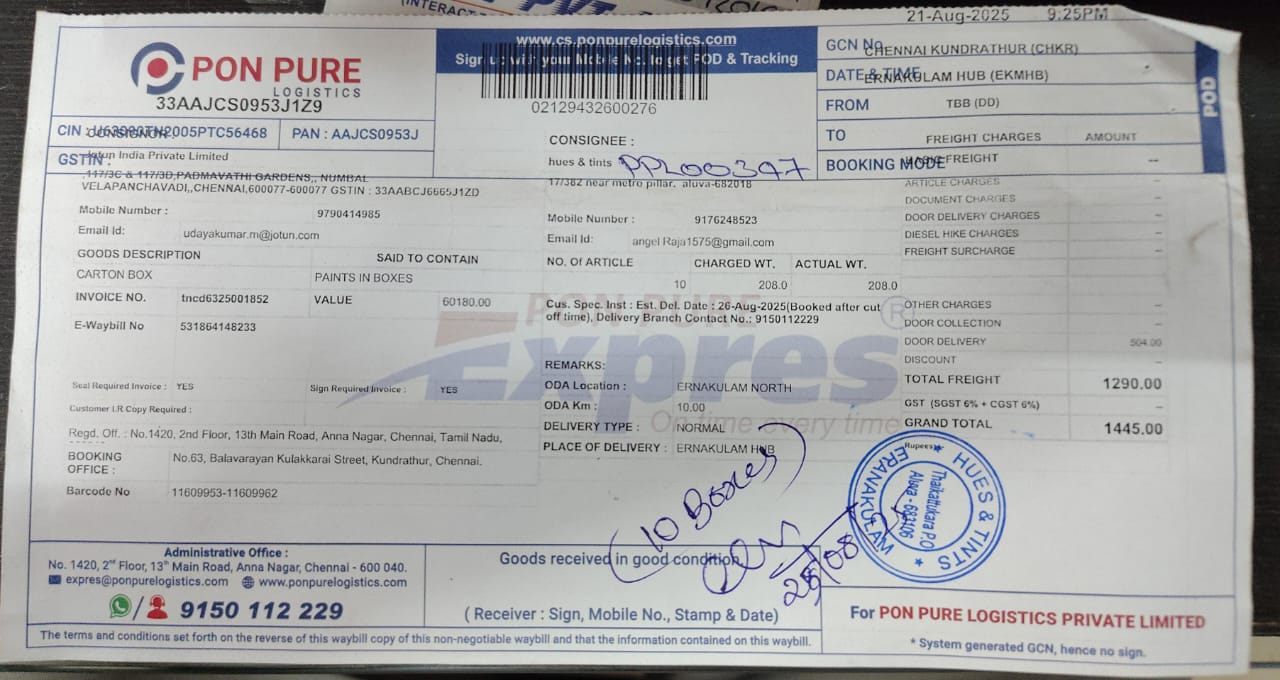 (INTERACT
21-Aug-2025 9:25PM
PON PURE
LOGISTICS
33AAJCS0953J1Z9
www.cs.ponpurelogistics.com
Sign up with your Mobile No. to get POD & Tracking
02129432600276
GCN No.
CHENNAI KUNDRATHUR (CHKR)
DATE & TIME
ERNAKULAM HUB (EKMHB)
FROM TBB (DD)
TO
BOOKING MODE
POD
CIN : PAN : AAJCS0953J
CONSIGNOR
GSTIN :
Jotun India Private Limited
,117/3C & 117/3D,PADMAVATHI GARDENS,, NUMBAL
VELAPANCHAVADI,,CHENNAI,600077-600077 GSTIN : 33AABCJ6665J1ZD
Mobile Number : 9790414985
Email Id: udayakumar.m@jotun.com
CONSIGNEE :
hues & tints PPL00397
17/382 near metro pillar, aluva-682018
Mobile Number : 9176248523
Email Id: angel Raja1575@gmail.com
GOODS DESCRIPTION SAID TO CONTAIN
CARTON BOX PAINTS IN BOXES
NO. Of ARTICLE CHARGED WT. ACTUAL WT.
10 208.0 208.0
INVOICE NO. tncd6325001852 VALUE 60180.00
E-Waybill No 531864148233
Cus. Spec. Inst : Est. Del. Date : 26-Aug-2025(Booked after cut
off time), Delivery Branch Contact No.: 9150112229
PON PURE
Expres
®
On time every time
REMARKS:
ODA Location : ERNAKULAM NORTH
ODA Km : 10.00
DELIVERY TYPE : NORMAL
PLACE OF DELIVERY : ERNAKULAM HUB
Seal Required Invoice : YES Sign Required Invoice : YES
Customer I.R Copy Required :
Regd. Off. : No.1420, 2nd Floor, 13th Main Road, Anna Nagar, Chennai, Tamil Nadu,
BOOKING
OFFICE : No.63, Balavarayan Kulakkarai Street, Kundrathur, Chennai.
Barcode No 11609953-11609962
FREIGHT CHARGES AMOUNT
BASIC FREIGHT --
ARTICLE CHARGES --
DOCUMENT CHARGES --
DOOR DELIVERY CHARGES --
DIESEL HIKE CHARGES --
FREIGHT SURCHARGE --
OTHER CHARGES --
DOOR COLLECTION --
DOOR DELIVERY 504.00
DISCOUNT --
TOTAL FREIGHT 1290.00
GST (SGST 6% + CGST 6%) --
GRAND TOTAL 1445.00
Rupees
HUES & TINTS
ERANAKULAM
Thaikattukara P.O
Aluva - 683106
10 Boxes
Goods received in good condition
( Receiver : Sign, Mobile No., Stamp & Date)
Administrative Office :
No. 1420, 2nd Floor, 13th Main Road, Anna Nagar, Chennai - 600 040.
expres@ponpurelogistics.com www.ponpurelogistics.com
9150 112 229
The terms and conditions set forth on the reverse of this waybill copy of this non-negotiable waybill and that the information contained on this waybill.
For PON PURE LOGISTICS PRIVATE LIMITED
* System generated GCN, hence no sign.